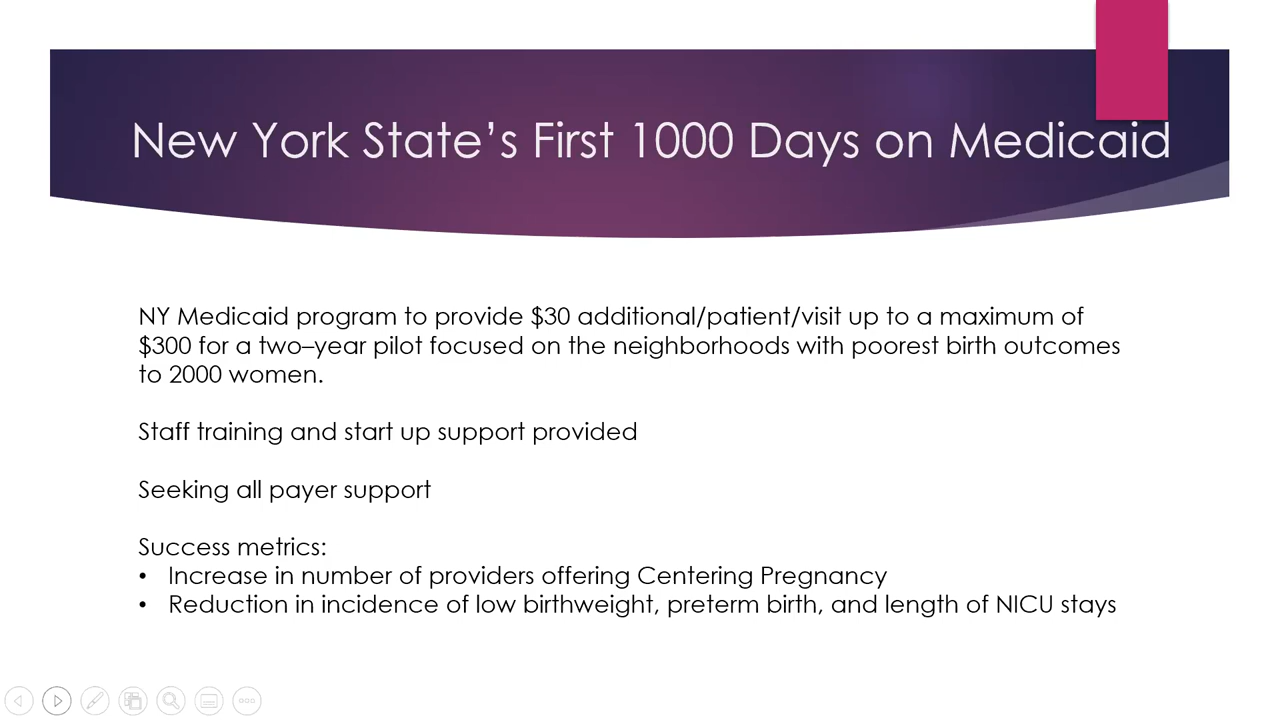 New York State’s First 1000 Days on Medicaid
NY Medicaid program to provide $30 additional/patient/visit up to a maximum of
$300 for a two–year pilot focused on the neighborhoods with poorest birth outcomes
to 2000 women.
Staff training and start up support provided
Seeking all payer support
Success metrics:
• Increase in number of providers offering Centering Pregnancy
• Reduction in incidence of low birthweight, preterm birth, and length of NICU stays